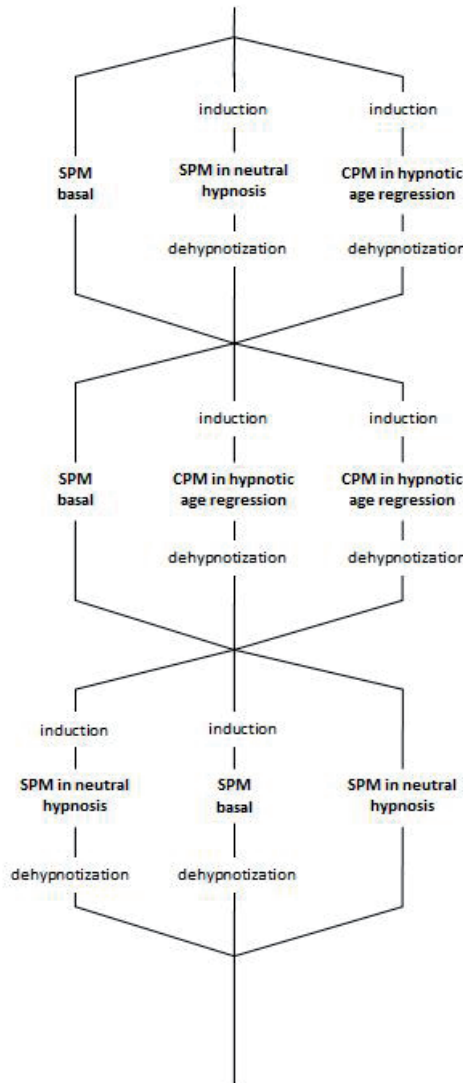 induction
induction
SPM
basal
SPM in neutral
hypnosis
CPM in hypnotic
age regression
dehypnotization
dehypnotization
induction
induction
SPM
basal
CPM in hypnotic
age regression
CPM in hypnotic
age regression
dehypnotization
dehypnotization
induction
induction
SPM in neutral
hypnosis
SPM
basal
SPM in neutral
hypnosis
dehypnotization
dehypnotization